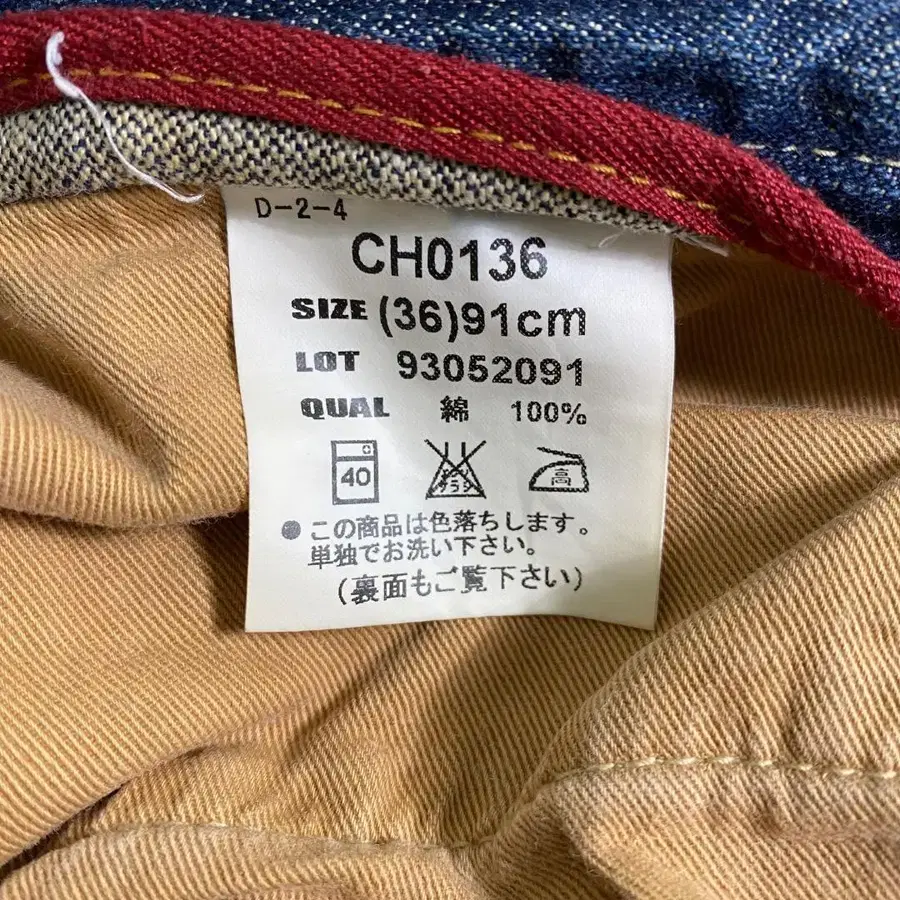 D-2-4
CH0136
SIZE (36)91cm
LOT 93052091
QUAL 綿 100%
40 高
● この商品は色落ちします。
単独でお洗い下さい。
(裏面もご覧下さい)